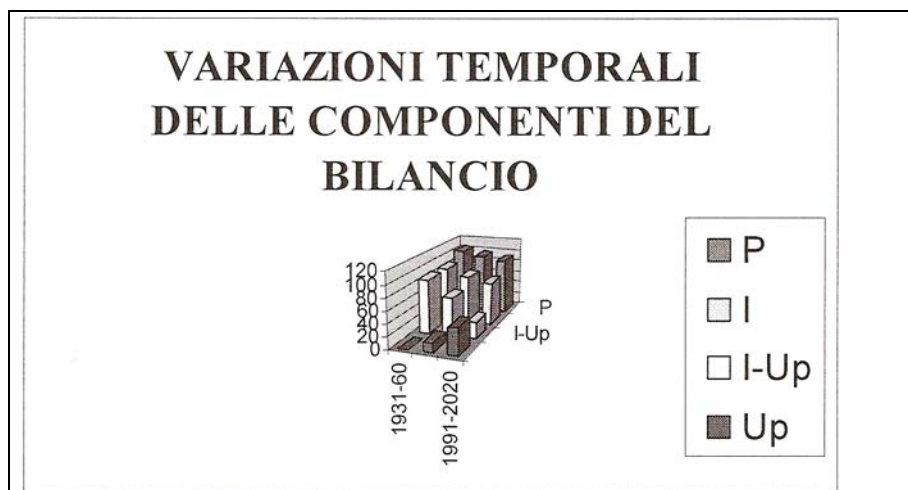 VARIAZIONI TEMPORALI
DELLE COMPONENTI DEL
BILANCIO
120
100
80
60
40
20
0
1931-60
1991-2020
P
I-Up
P
I
I-Up
Up